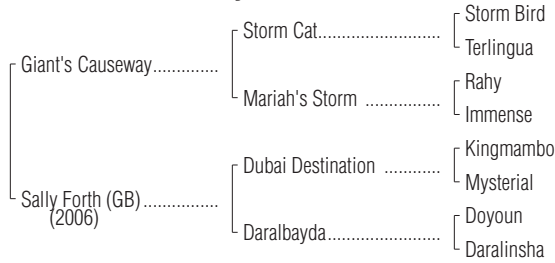 Storm Bird
Storm Cat............................
Terlingua
Giant's Causeway...............
Rahy
Mariah's Storm .................
Immense
Kingmambo
Dubai Destination .............
Mysterial
Sally Forth (GB) .................
(2006)
Doyoun
Daralbayda..........................
Daralinsha